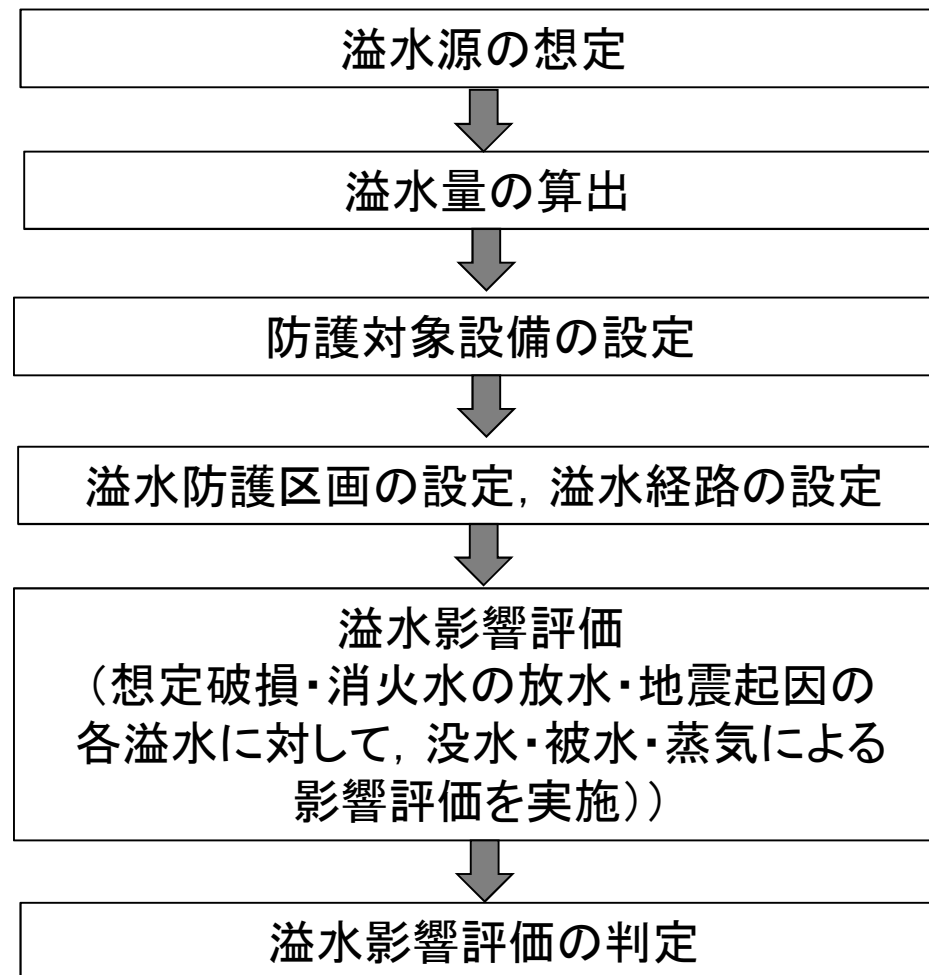 溢水源の想定
溢水量の算出
防護対象設備の設定
溢水防護区画の設定，溢水経路の設定
溢水影響評価
（想定破損・消火水の放水・地震起因の
各溢水に対して，没水・被水・蒸気による
影響評価を実施））
溢水影響評価の判定